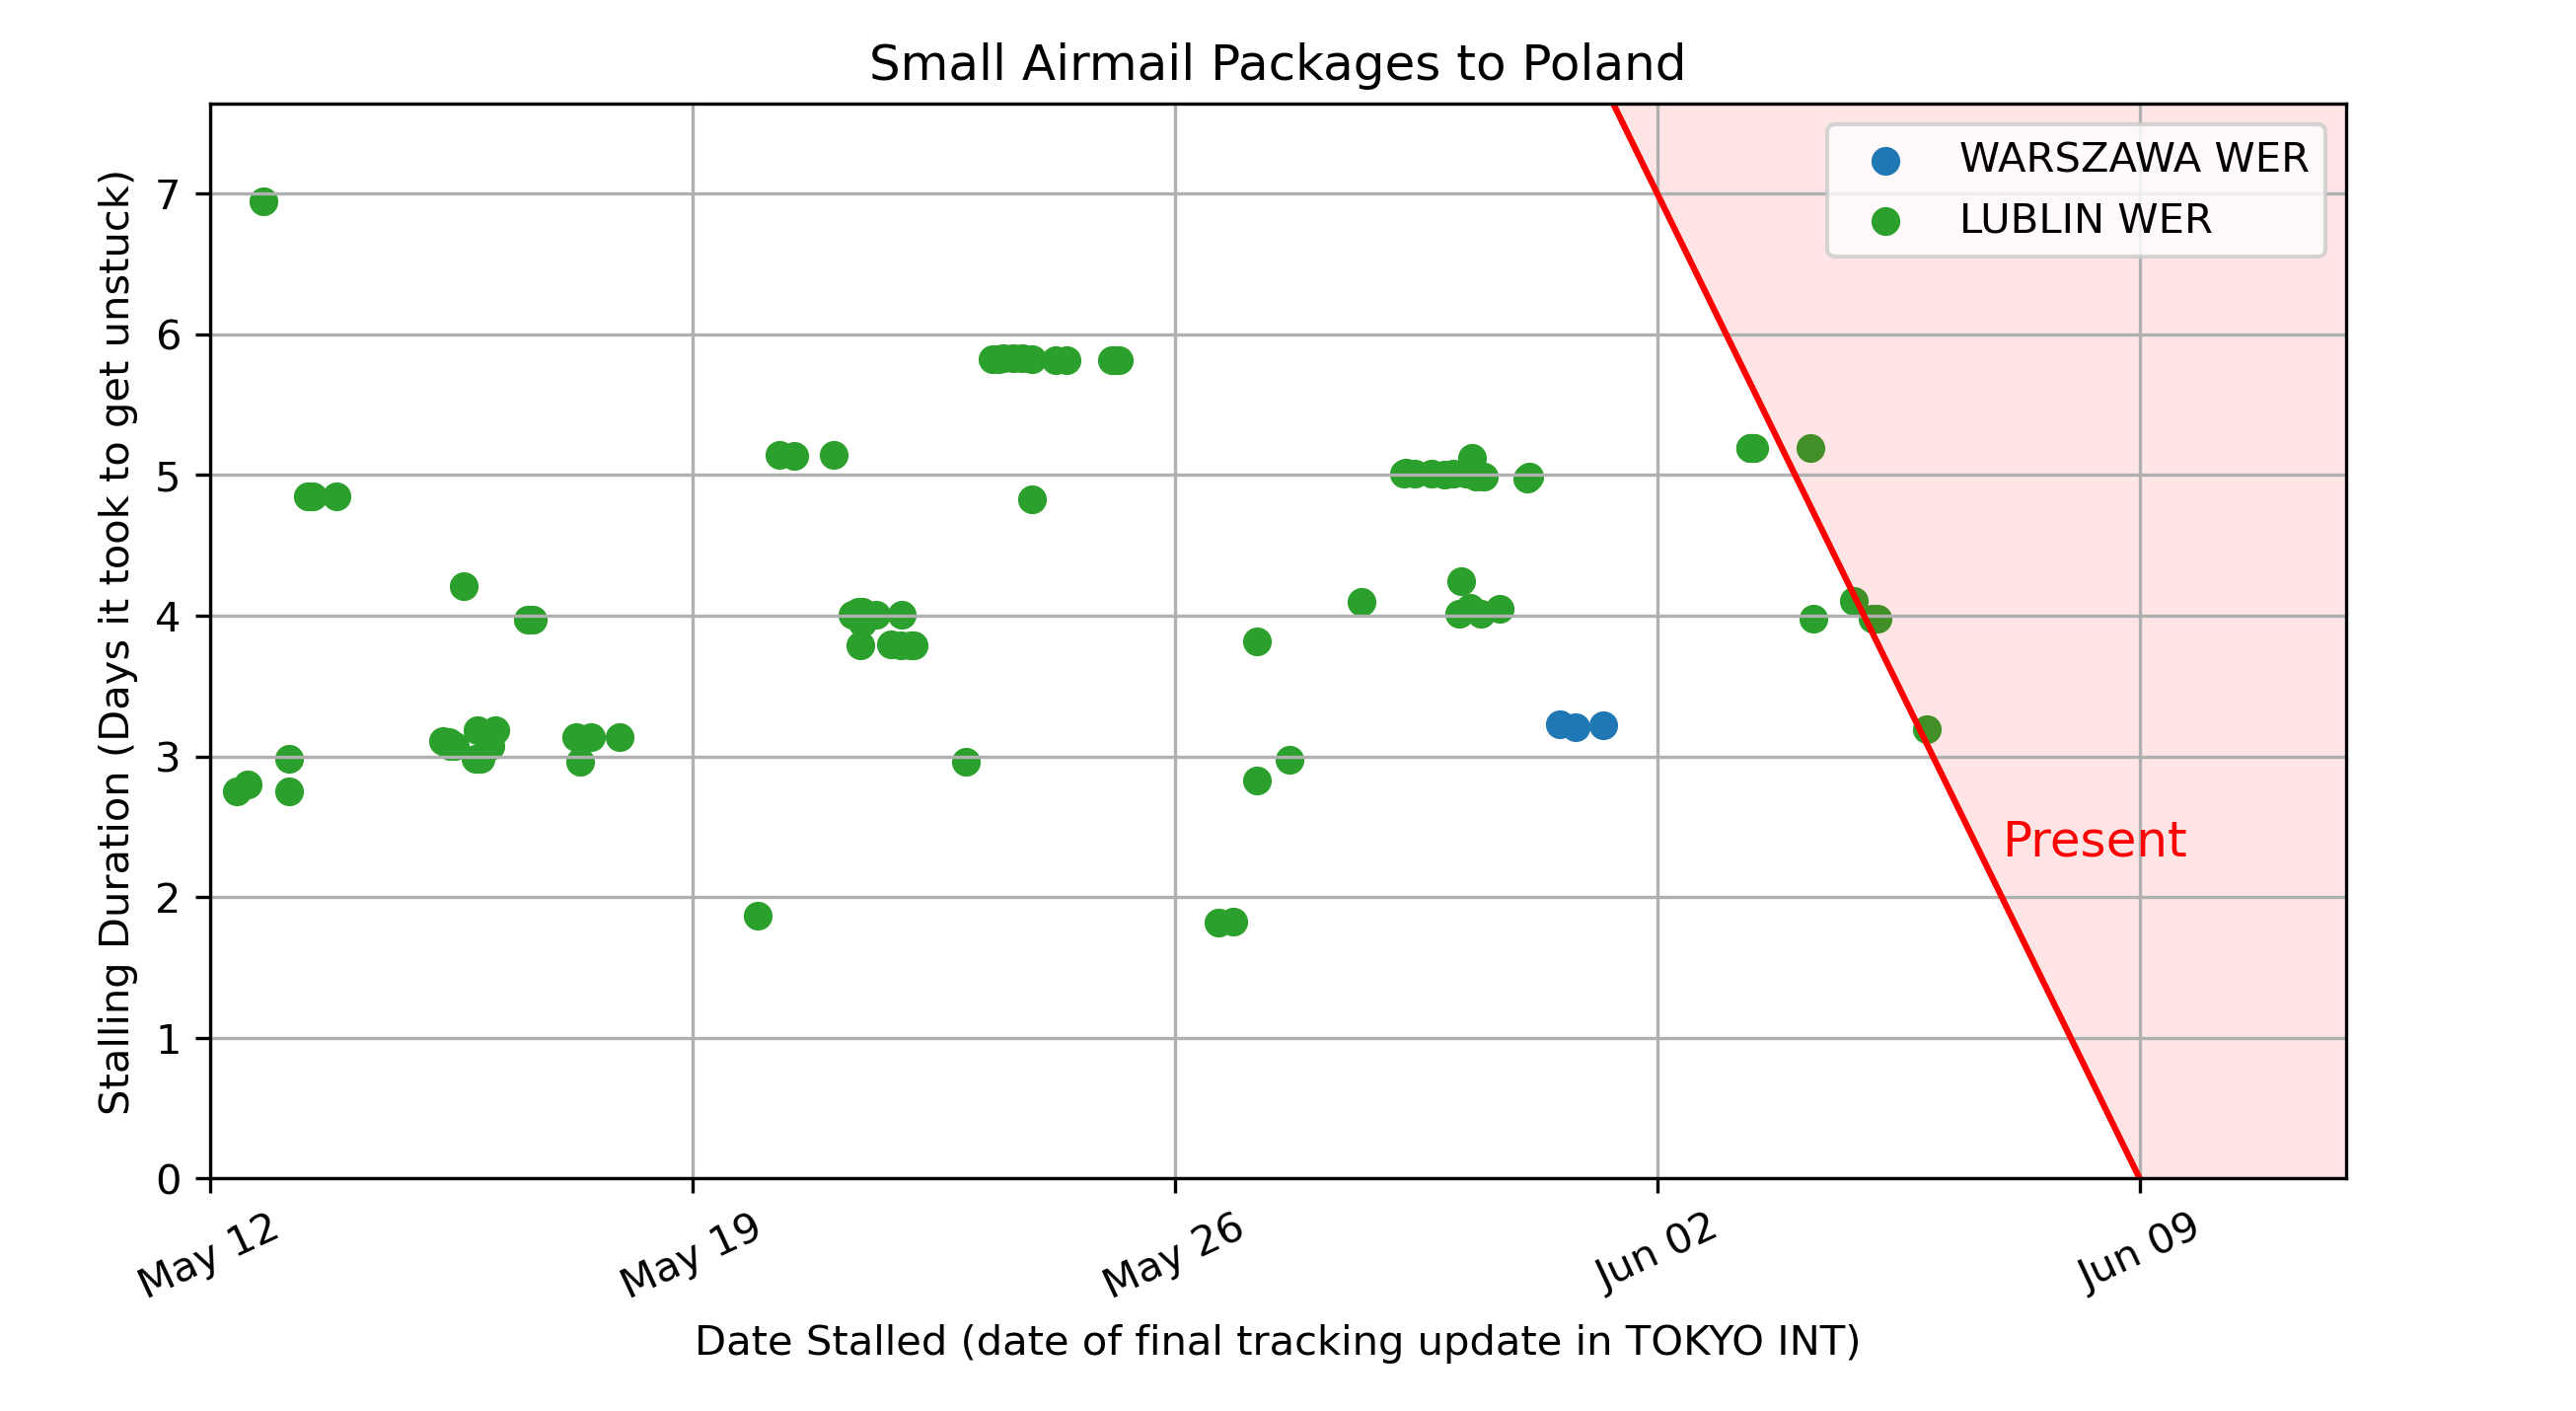 Small Airmail Packages to Poland
Stalling Duration (Days it took to get unstuck)
7
6
5
4
3
2
1
0
WARSZAWA WER
LUBLIN WER
Present
May 12
May 19
May 26
Jun 02
Jun 09
Date Stalled (date of final tracking update in TOKYO INT)